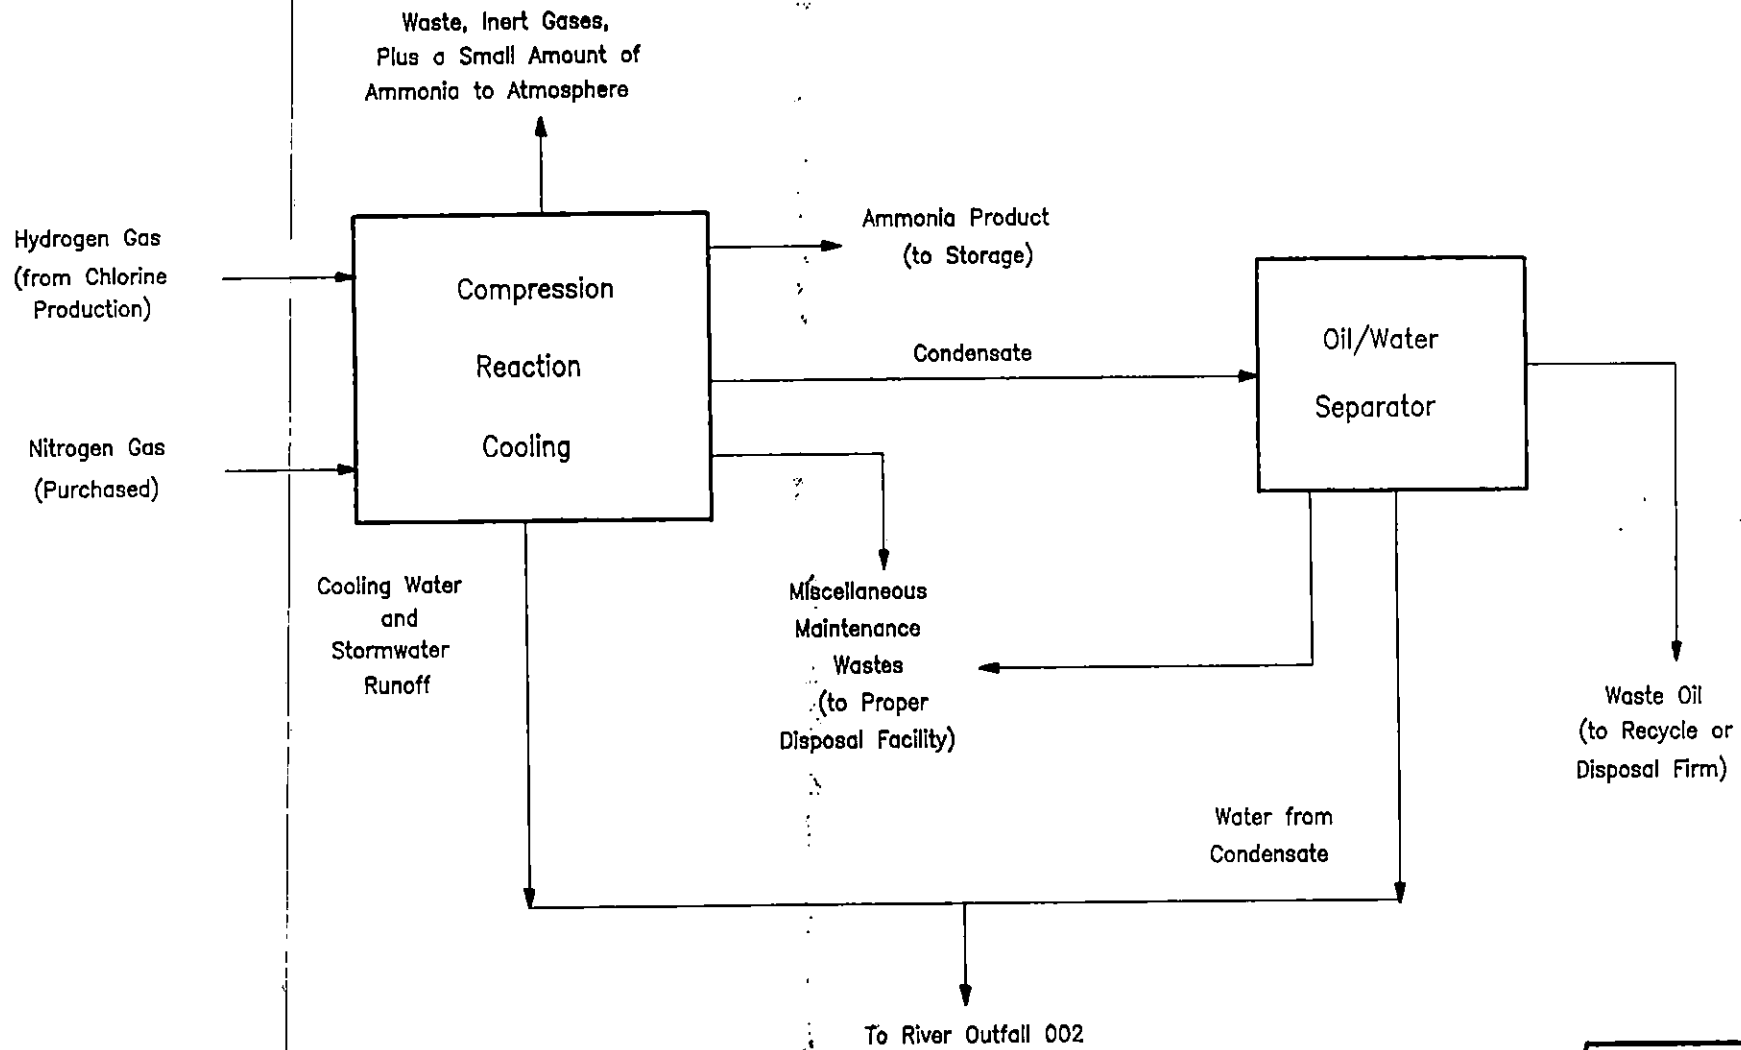 Waste, Inert Gases,
Plus a Small Amount of
Ammonia to Atmosphere
Hydrogen Gas
(from Chlorine
Production)
Nitrogen Gas
(Purchased)
Compression
Reaction
Cooling
Ammonia Product
(to Storage)
Condensate
Oil/Water
Separator
Cooling Water
and
Stormwater
Runoff
Miscellaneous
Maintenance
Wastes
(to Proper
Disposal Facility)
Waste Oil
(to Recycle or
Disposal Firm)
Water from
Condensate
To River Outfall 002